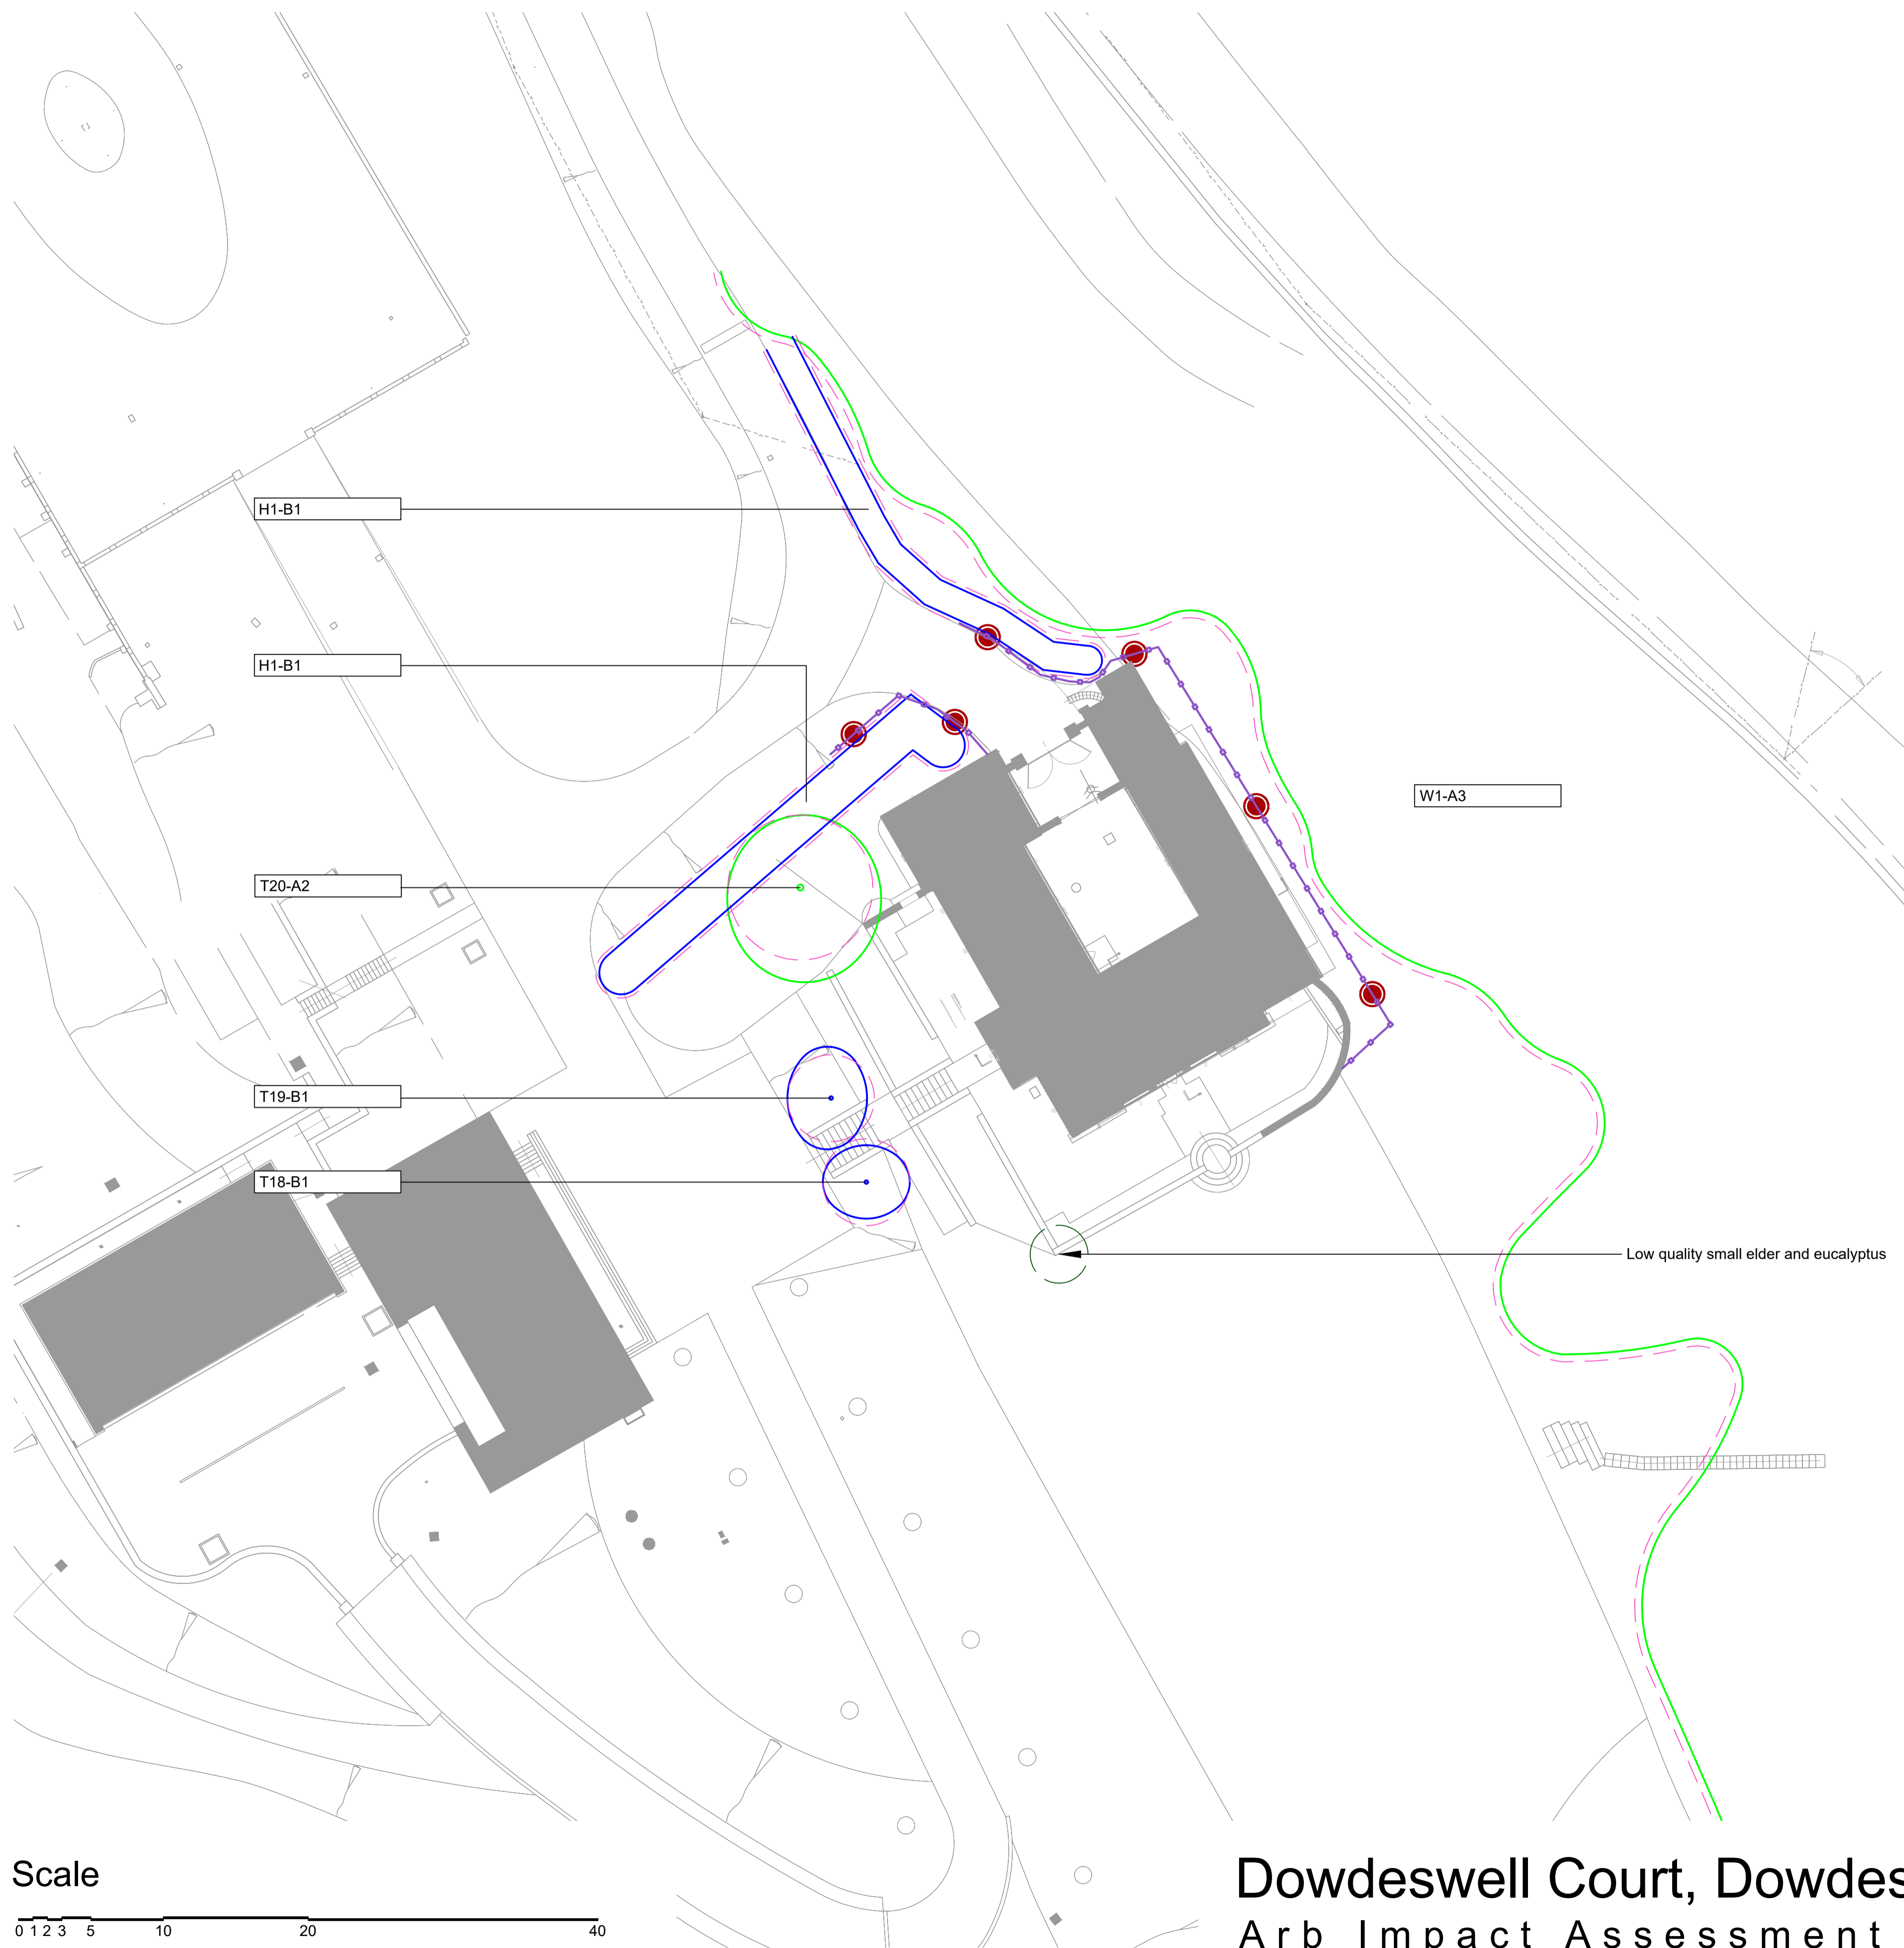 H1-B1
H1-B1
W1-A3
T20-A2
T19-B1
T18-B1
Low quality small elder and eucalyptus
Scale
0 1 2 3 5 10 20 40
Dowdeswell Court, Dowdes
Arb Impact Assessment